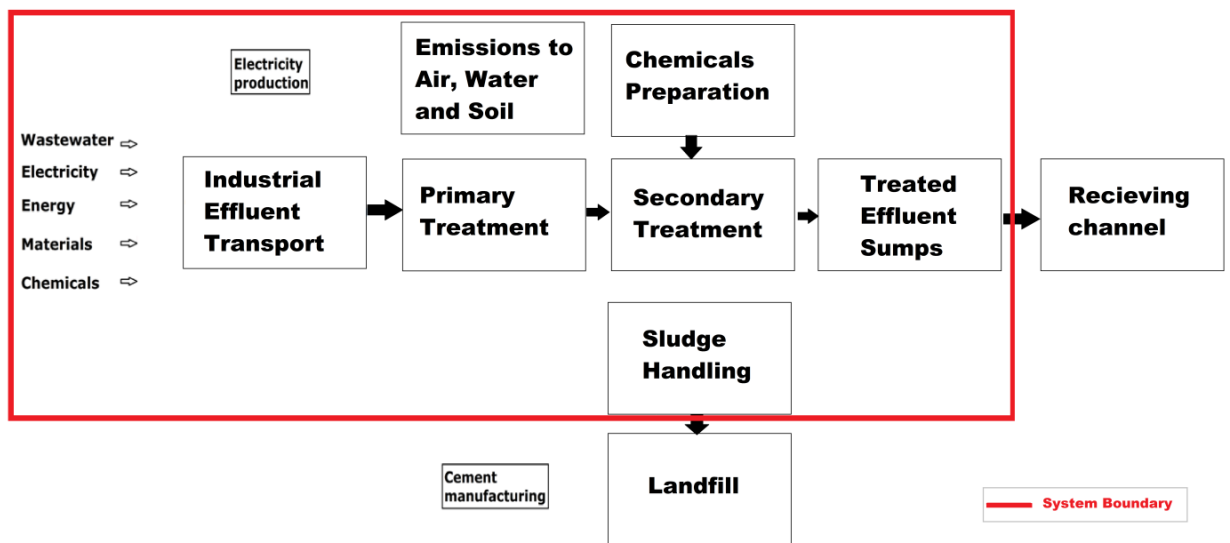 Electricity
production
Emissions to
Air, Water
and Soil
Chemicals
Preparation
Wastewater
Electricity
Energy
Materials
Chemicals
Industrial
Effluent
Transport
Primary
Treatment
Secondary
Treatment
Treated
Effluent
Sumps
Recieving
channel
Sludge
Handling
Cement
manufacturing
Landfill
System Boundary